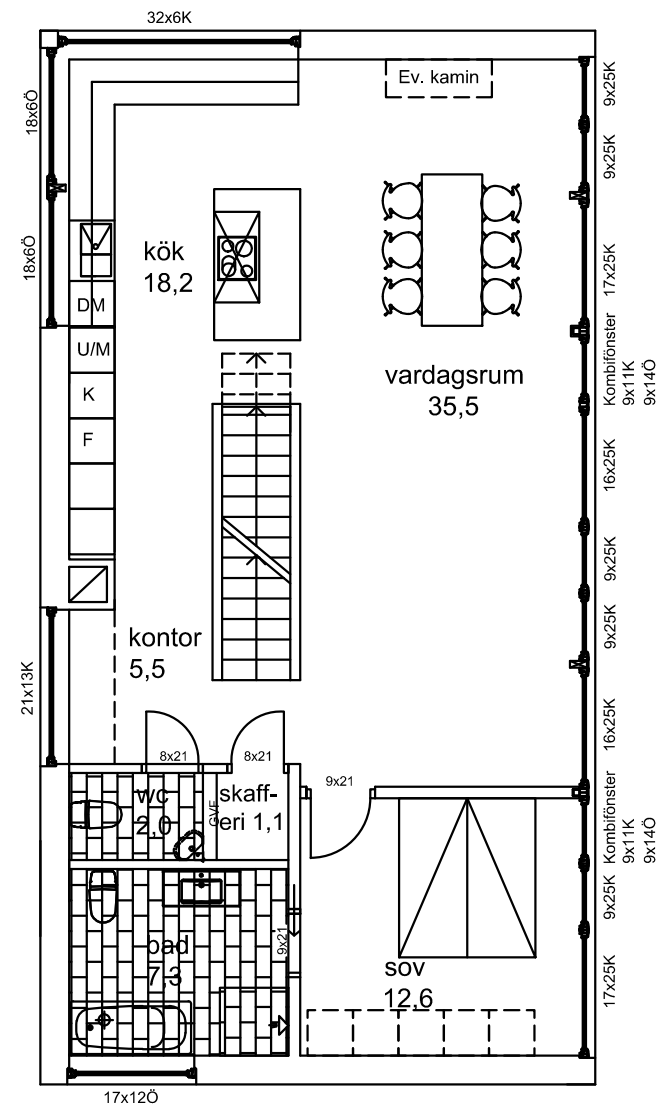 32x6K
18x6Ö
18x6Ö
Ev. kamin
9x25K
9x25K
kök
18,2
17x25K
DM
U/M
K
F
vardagsrum
35,5
Kombifönster
9x11K
9x14Ö
16x25K
9x25K
9x25K
kontor
5,5
21x13K
16x25K
8x21
8x21
9x21
wc
2,0
GVF
skaff-
eri 1,1
Kombifönster
9x11K
9x14Ö
9x25K
9x21
bad
7,3
sov
12,6
17x25K
17x12Ö